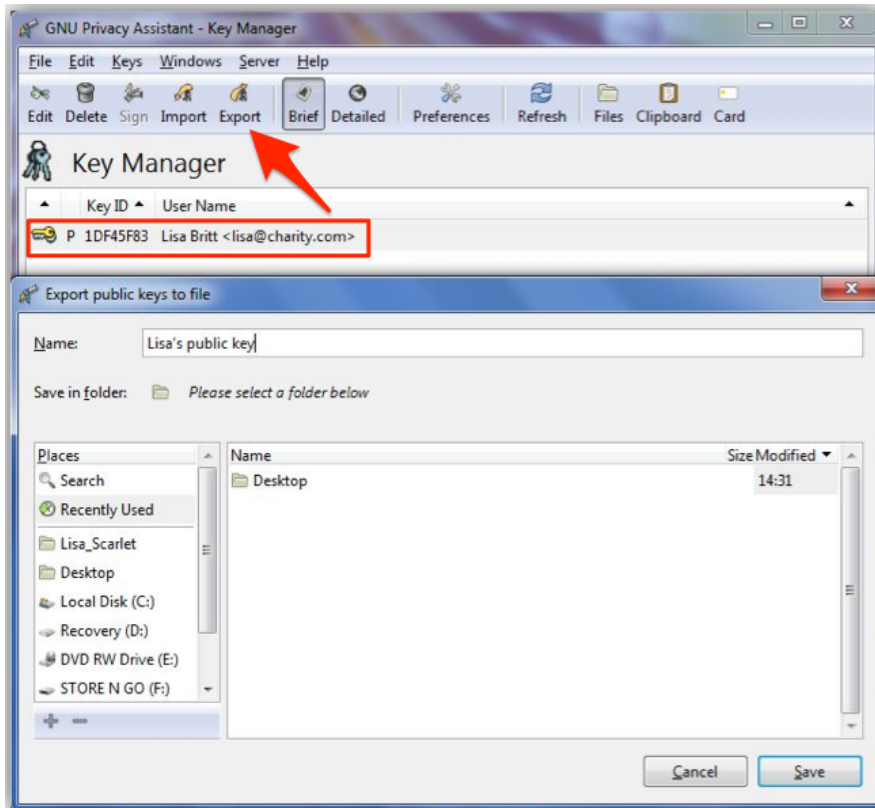 GNU Privacy Assistant - Key Manager
File Edit Keys Windows Server Help
Edit Delete Sign Import Export Brief Detailed Preferences Refresh Files Clipboard Card
Key Manager
Key ID User Name
P 1DF45F83 Lisa Britt <lisa@charity.com>
Export public keys to file
Name: Lisa's public key
Save in folder: Please select a folder below
Places Name Size Modified
Search Desktop 14:31
Recently Used
Lisa_Scarlet
Desktop
Local Disk (C:)
Recovery (D:)
DVD RW Drive (E:)
STORE N GO (F:)
Cancel Save